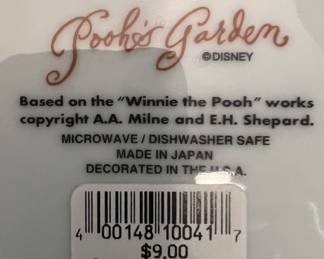 Pooh's Garden
©DISNEY
Based on the "Winnie the Pooh" works
copyright A.A. Milne and E.H. Shepard.
MICROWAVE / DISHWASHER SAFE
MADE IN JAPAN
DECORATED IN THE U.S.A.
4 00148 10041 7
$9.00